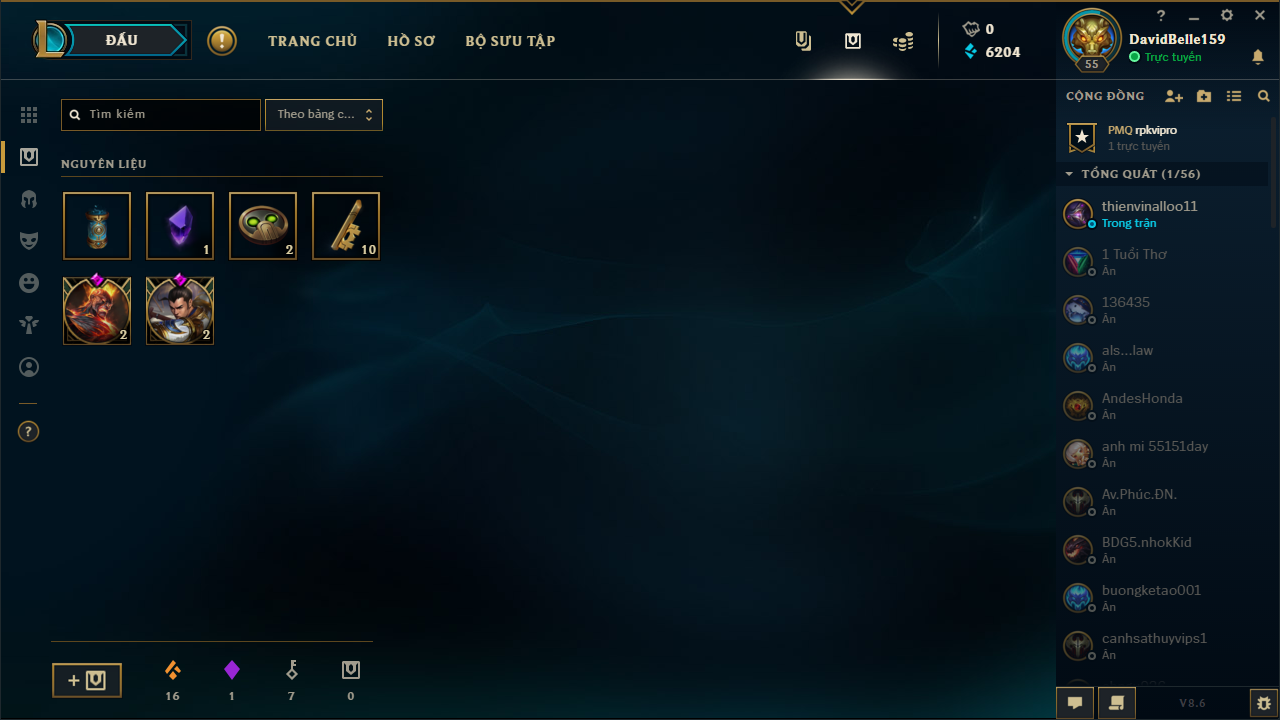 ĐẤU
TRANG CHỦ
HỒ SƠ
BỘ SƯU TẬP
0
6204
55
DavidBelle159
Trực tuyến
Tìm kiếm
Theo bảng c...
NGUYÊN LIỆU
1
2
10
2
2
16
1
7
0
CỘNG ĐỒNG
PMQ rpkvipro
1 trực tuyến
TỔNG QUÁT (1/56)
thienvinalloo11
Trong trận
1 Tuổi Thơ
Ẩn
136435
Ẩn
als...law
Ẩn
AndesHonda
Ẩn
anh mi 55151day
Ẩn
Av.Phúc.ĐN.
Ẩn
BDG5.nhokKid
Ẩn
buongketao001
Ẩn
canhsathuyvips1
Ẩn
V8.6